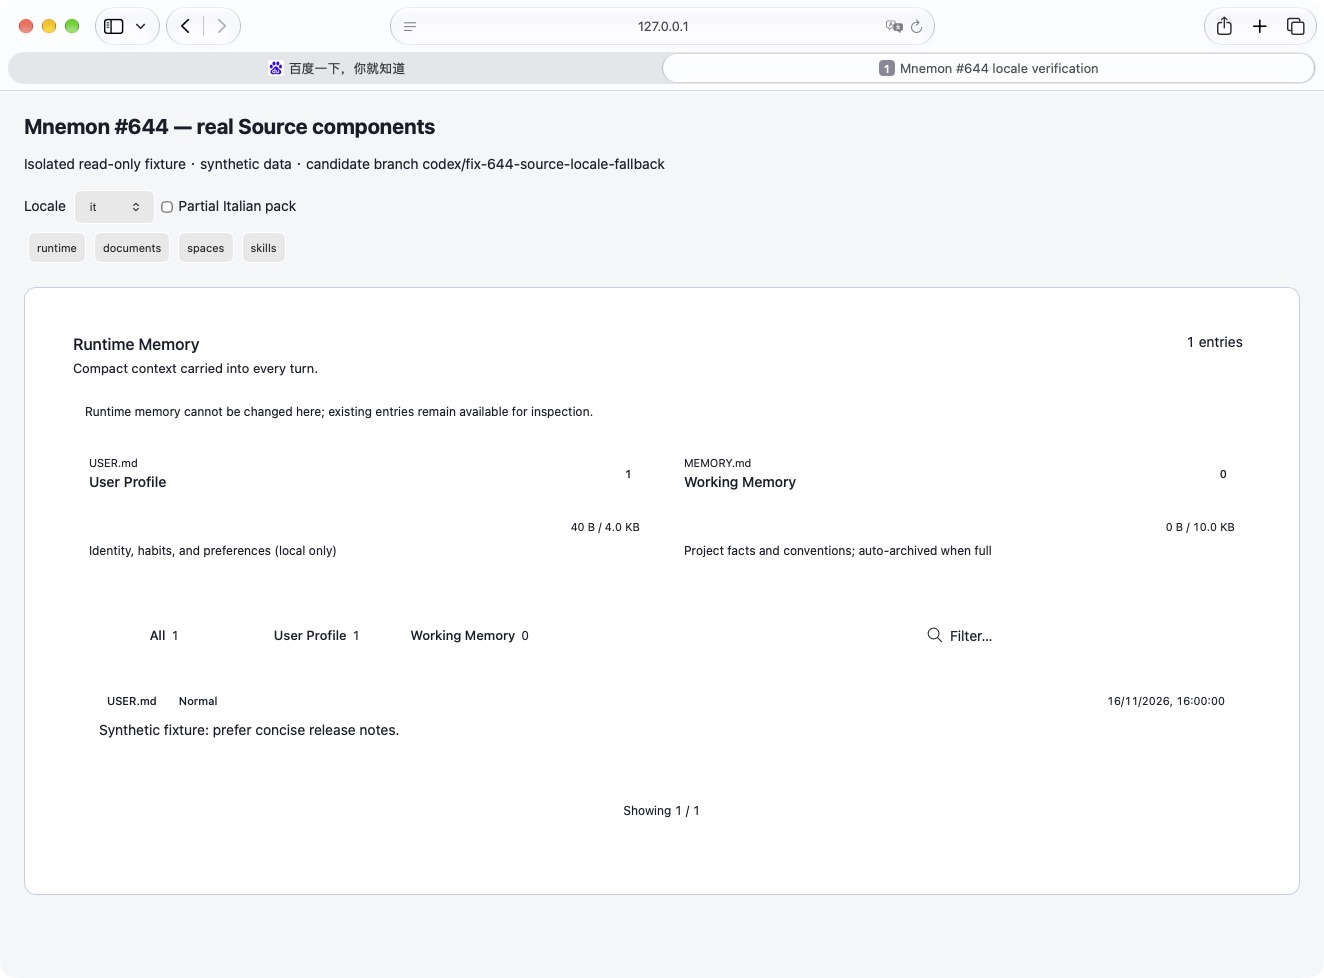 127.0.0.1
百度一下，你就知道
1 Mnemon #644 locale verification
Mnemon #644 — real Source components
Isolated read-only fixture · synthetic data · candidate branch codex/fix-644-source-locale-fallback
Locale it Partial Italian pack
runtime documents spaces skills
Runtime Memory
1 entries
Compact context carried into every turn.
Runtime memory cannot be changed here; existing entries remain available for inspection.
USER.md
User Profile
1
40 B / 4.0 KB
Identity, habits, and preferences (local only)
MEMORY.md
Working Memory
0
0 B / 10.0 KB
Project facts and conventions; auto-archived when full
All 1 User Profile 1 Working Memory 0 Filter...
USER.md Normal 16/11/2026, 16:00:00
Synthetic fixture: prefer concise release notes.
Showing 1 / 1